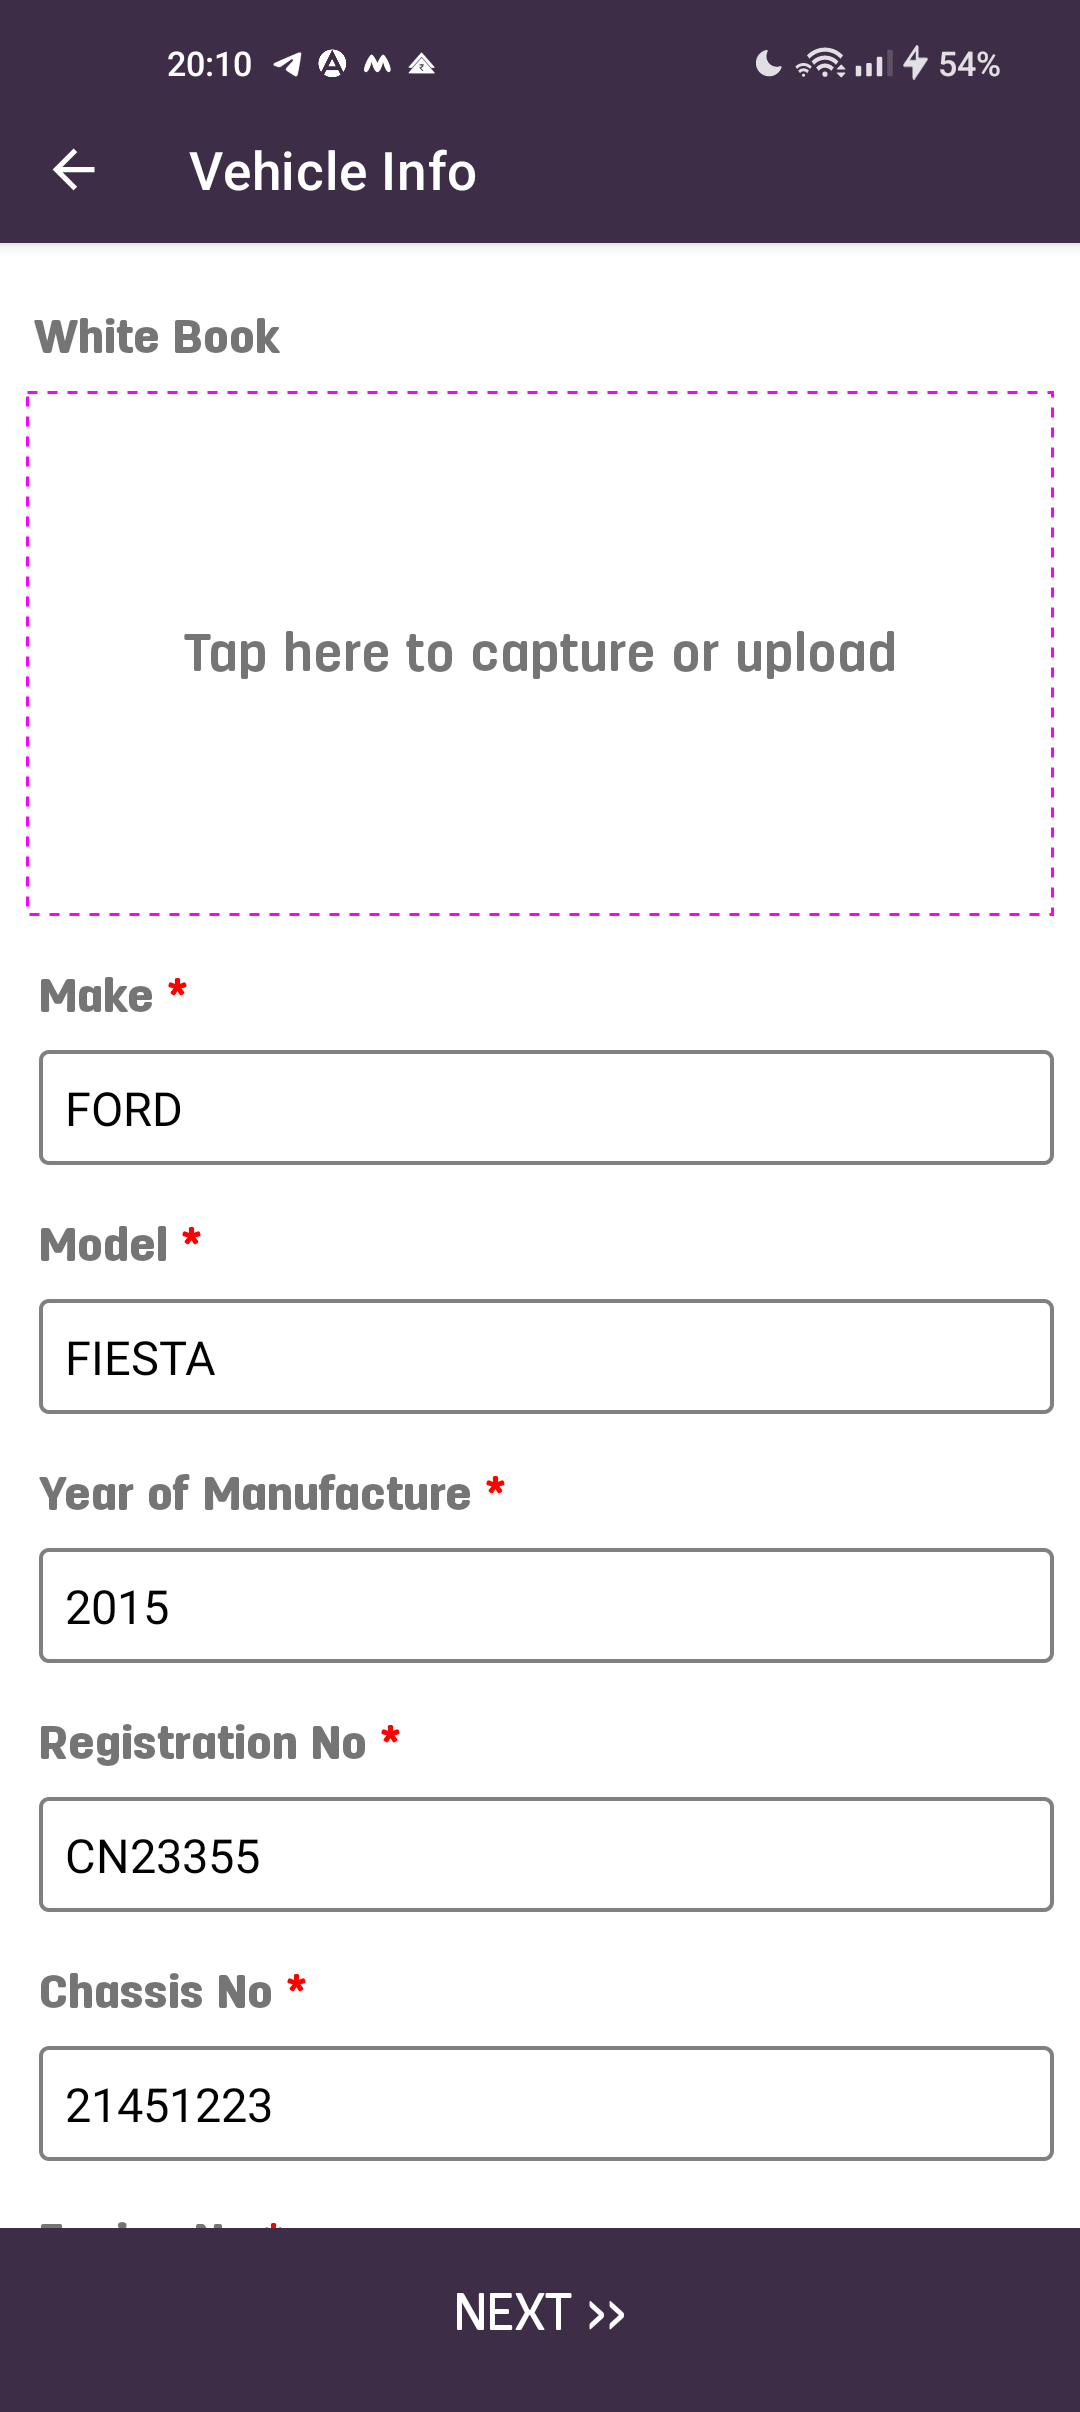 20:10
54%
Vehicle Info
White Book
Tap here to capture or upload
Make *
FORD
Model *
FIESTA
Year of Manufacture *
2015
Registration No *
CN23355
Chassis No *
21451223
NEXT >>